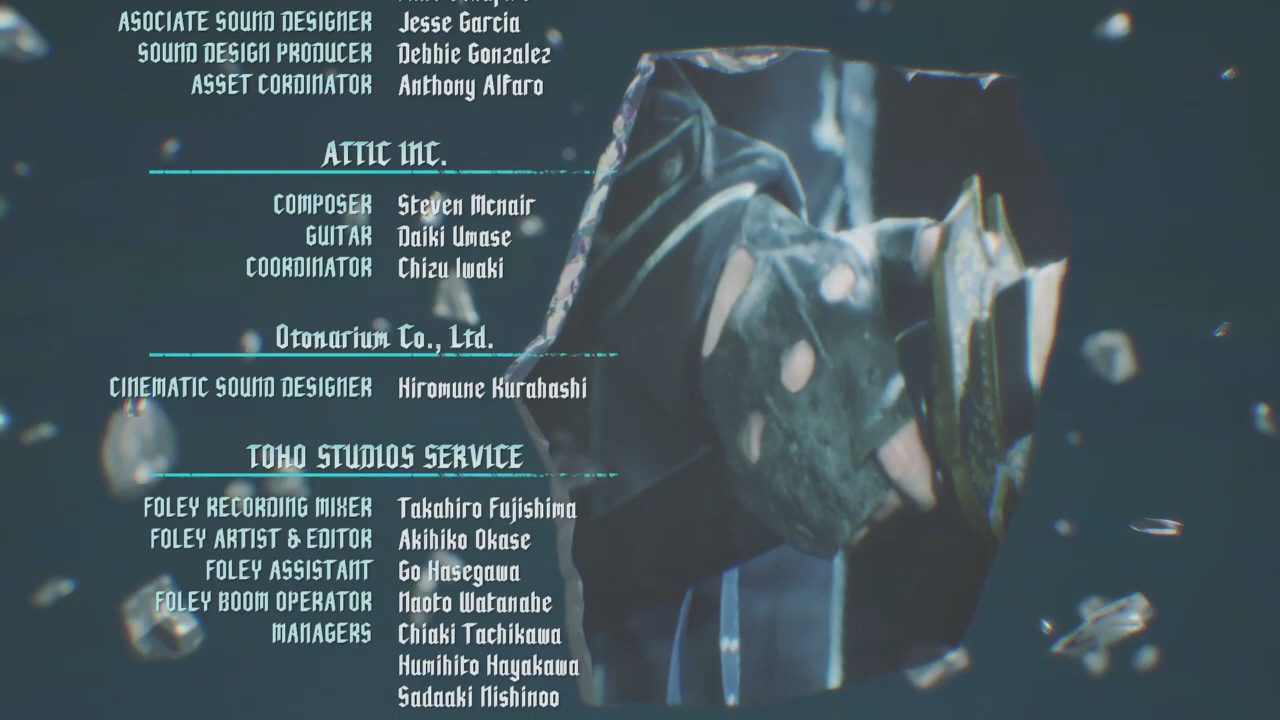 ASOCIATE SOUND DESIGNER Jesse Garcia
SOUND DESIGN PRODUCER Debbie Gonzalez
ASSET CORDINATOR Anthony Alfaro
ATTIC INC.
COMPOSER Steven Mcnair
GUITAR Daiki Umase
COORDINATOR Chizu Iwaki
Otonarium Co., Ltd.
CINEMATIC SOUND DESIGNER Hiromune Kurahashi
TOHO STUDIOS SERVICE
FOLEY RECORDING MIXER Takahiro Fujishima
FOLEY ARTIST & EDITOR Akihiko Okase
FOLEY ASSISTANT Go Hasegawa
FOLEY BOOM OPERATOR Naoto Watanabe
MANAGERS Chiaki Tachikawa
Humihito Hayakawa
Sadaaki Nishinoo